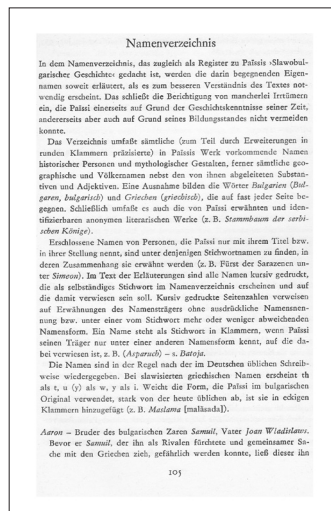 Namenverzeichnis
In dem Namenverzeichnis, das zugleich als Register zu Païssis ›Slawobul-
garischer Geschichte‹ gedacht ist, werden die darin begegnenden Eigen-
namen soweit erläutert, als es zum besseren Verständnis des Textes not-
wendig erscheint. Das schließt die Berichtigung von mancherlei Irrtümern
ein, die Païssi einerseits auf Grund der Geschichtskenntnisse seiner Zeit,
andererseits aber auch auf Grund seines Bildungsstandes nicht vermeiden
konnte.
Das Verzeichnis umfaßt sämtliche (zum Teil durch Erweiterungen in
runden Klammern präzisierte) in Païssis Werk vorkommende Namen
historischer Personen und mythologischer Gestalten, ferner sämtliche geo-
graphische und Völkernamen nebst den von ihnen abgeleiteten Substan-
tiven und Adjektiven. Eine Ausnahme bilden die Wörter Bulgarien (Bul-
garen, bulgarisch) und Griechen (griechisch), die auf fast jeder Seite be-
gegnen. Schließlich umfaßt es auch die von Païssi erwähnten und iden-
tifizierbaren anonymen literarischen Werke (z. B. Stammbaum der serbi-
schen Könige).
Erschlossene Namen von Personen, die Païssi nur mit ihrem Titel bzw.
in ihrer Stellung nennt, sind unter denjenigen Stichwortnamen zu finden, in
deren Zusammenhang sie erwähnt werden (z. B. Fürst der Sarazenen un-
ter Simeon). Im Text der Erläuterungen sind alle Namen kursiv gedruckt,
die als selbständiges Stichwort im Namenverzeichnis erscheinen und auf
die damit verwiesen sein soll. Kursiv gedruckte Seitenzahlen verweisen
auf Erwähnungen des Namensträgers ohne ausdrückliche Namensnen-
nung bzw. unter einer vom Stichwort mehr oder weniger abweichenden
Namensform. Ein Name steht als Stichwort in Klammern, wenn Païssi
seinen Träger nur unter einer anderen Namensform kennt, auf die da-
bei verwiesen ist, z. B. (Asparuch) – s. Batoja.
Die Namen sind in der Regel nach der im Deutschen üblichen Schreib-
weise wiedergegeben. Bei slawisierten griechischen Namen erscheint th
als t, u (y) als w, y als i. Weicht die Form, die Païssi im bulgarischen
Original verwendet, stark von der heute üblichen ab, ist sie in eckigen
Klammern hinzugefügt (z. B. Maslama [malăsada]).
Aaron – Bruder des bulgarischen Zaren Samuil, Vater Joan Wladislaws.
Bevor er Samuil, der ihn als Rivalen fürchtete und gemeinsamer Sa-
che mit den Griechen zieh, gefährlich werden konnte, ließ dieser ihn
105